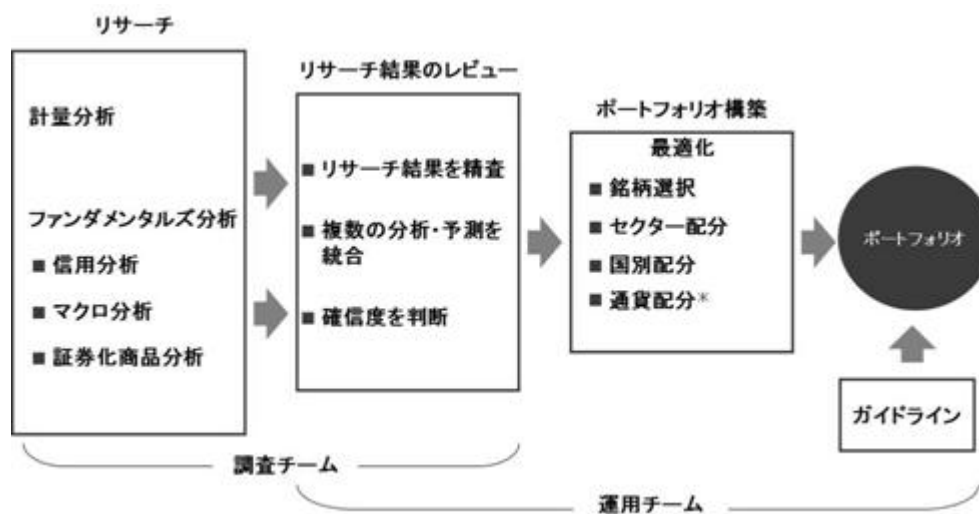 リサーチ
計量分析
ファンダメンタルズ分析
■ 信用分析
■ マクロ分析
■ 証券化商品分析
リサーチ結果のレビュー
■ リサーチ結果を精査
■ 複数の分析・予測を
統合
■ 確信度を判断
ポートフォリオ構築
最適化
■ 銘柄選択
■ セクター配分
■ 国別配分
■ 通貨配分*
ポートフォリオ
ガイドライン
調査チーム
運用チーム